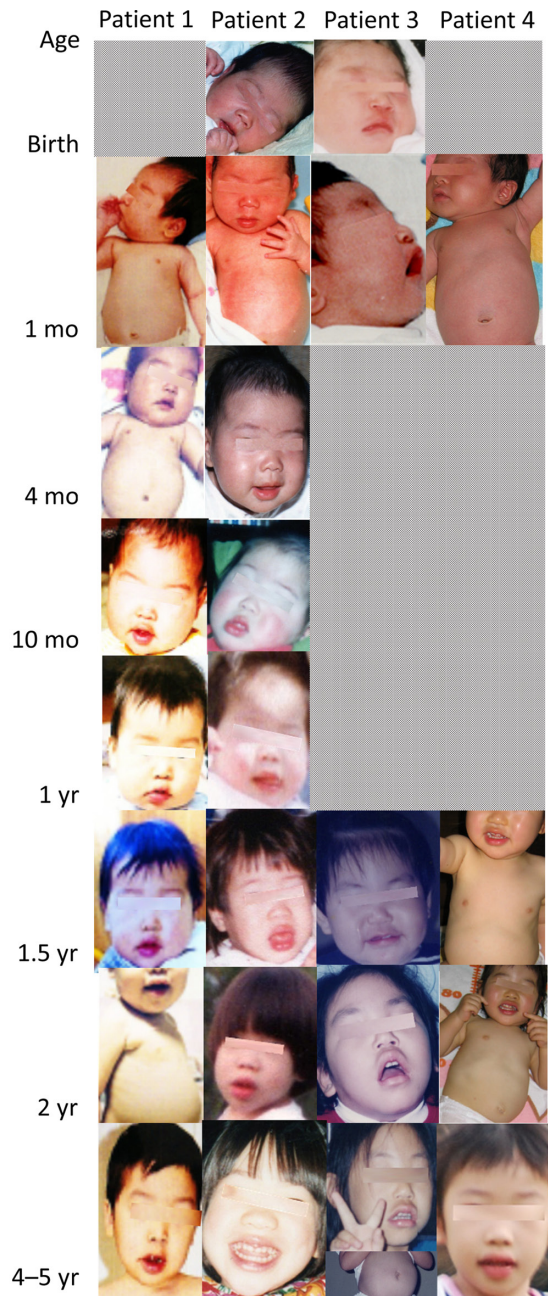 Patient 1 Patient 2 Patient 3 Patient 4
Age
Birth
1 mo
4 mo
10 mo
1 yr
1.5 yr
2 yr
4–5 yr